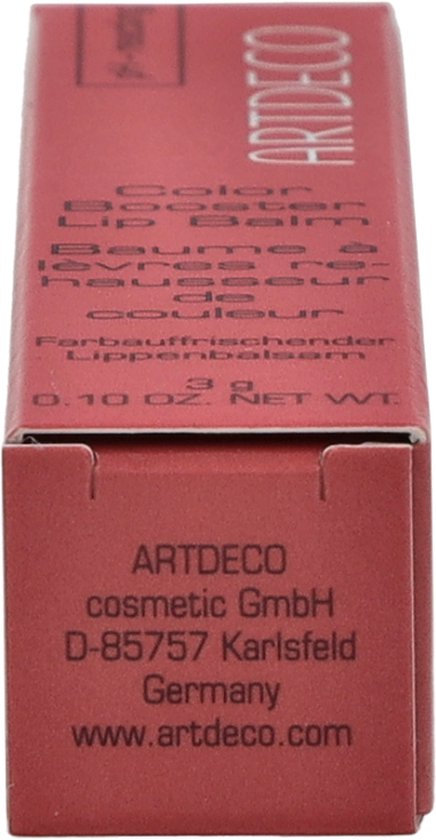 ARTDECO
Color
Booster
Lip Balm
Baume à
lèvres re-
hausseur
de
couleur
Farbauffrischender
Lippenbalsam
3 g
0.10 OZ. NET WT.
ARTDECO
cosmetic GmbH
D-85757 Karlsfeld
Germany
www.artdeco.com